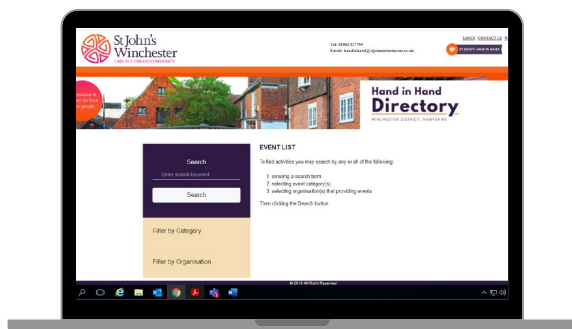 St John's
Winchester
CARE IN A VIBRANT COMMUNITY
LOGIN CONTACT US
Hand in Hand
Directory
WINCHESTER DISTRICT, HAMPSHIRE
Search
Enter search keyword
Search
Filter by Category
Filter by Organisation
EVENT LIST
To find activities you may search by any or all of the following:
1. entering a search term
2. selecting event category(s)
3. selecting organisation(s) that providing events
Then clicking the Search button
© 2018 All Right Reserved